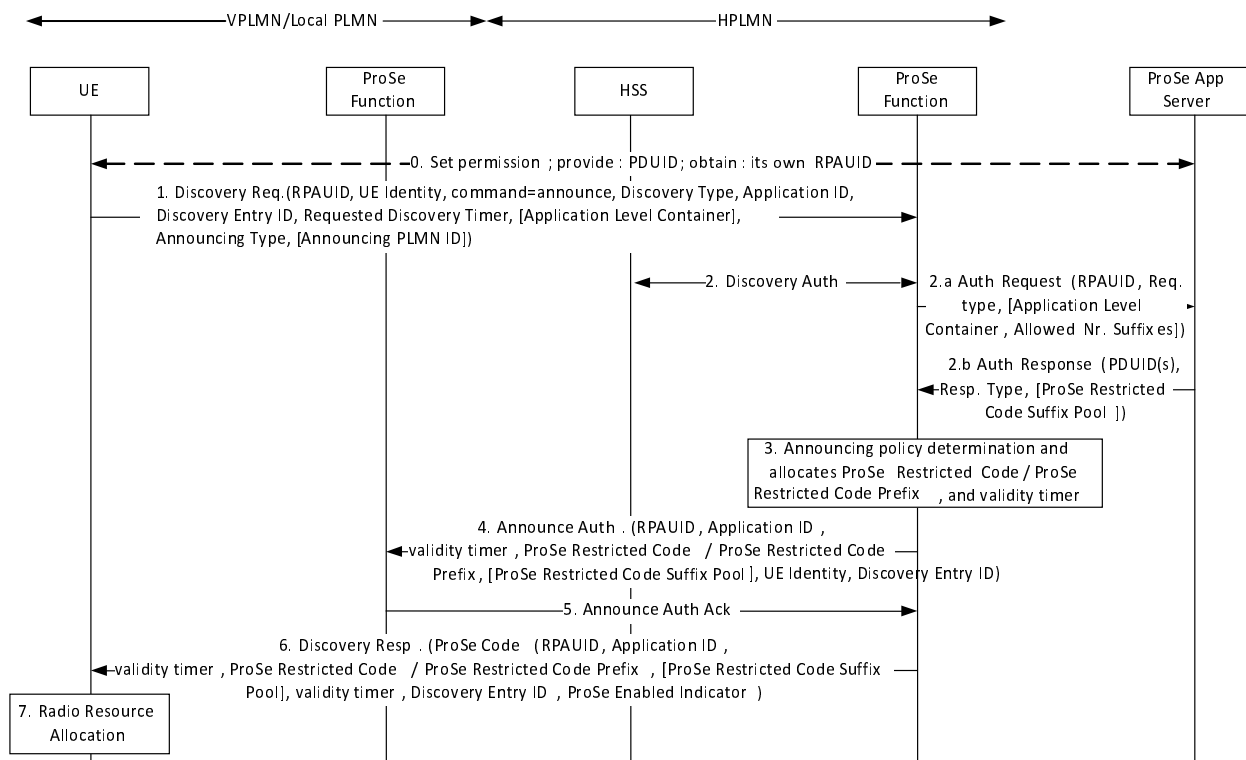 VPLMN/Local PLMN
HPLMN
UE
ProSe
Function
HSS
ProSe
Function
ProSe App
Server
0. Set permission ; provide : PDUID; obtain : its own RPAUID
1. Discovery Req.(RPAUID, UE Identity, command=announce, Discovery Type, Application ID,
Discovery Entry ID, Requested Discovery Timer, [Application Level Container],
Announcing Type, [Announcing PLMN ID])
2. Discovery Auth
2.a Auth Request (RPAUID, Req.
type, [Application Level
Container, Allowed Nr. Suffixes])
2.b Auth Response (PDUID(s),
Resp. Type, [ProSe Restricted
Code Suffix Pool ])
3. Announcing policy determination and
allocates ProSe Restricted Code / ProSe
Restricted Code Prefix , and validity timer
4. Announce Auth . (RPAUID, Application ID ,
validity timer , ProSe Restricted Code / ProSe Restricted Code
Prefix, [ProSe Restricted Code Suffix Pool], UE Identity, Discovery Entry ID)
5. Announce Auth Ack
6. Discovery Resp . (ProSe Code (RPAUID, Application ID ,
validity timer , ProSe Restricted Code / ProSe Restricted Code Prefix , [ProSe Restricted Code Suffix
Pool], validity timer , Discovery Entry ID , ProSe Enabled Indicator )
7. Radio Resource
Allocation